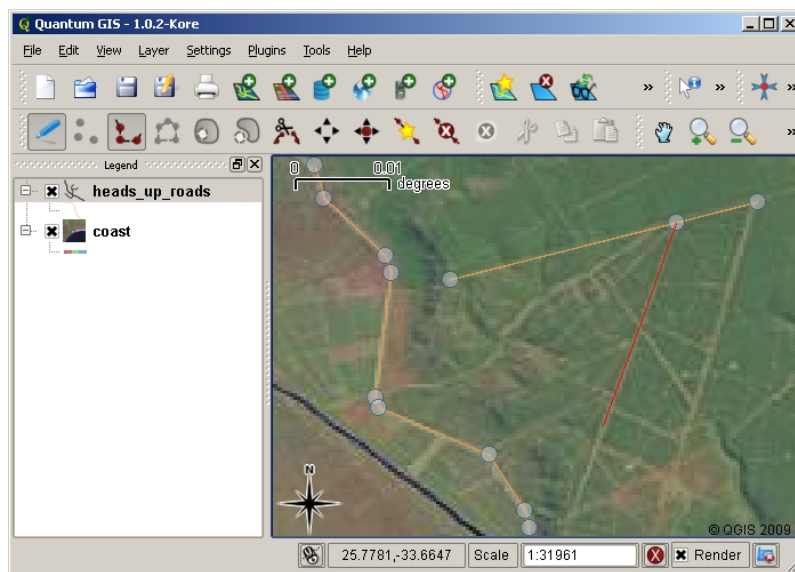 Quantum GIS - 1.0.2-Kore
File Edit View Layer Settings Plugins Tools Help
Legend
heads_up_roads
coast
0 0.01
degrees
N
© QGIS 2009
25.7781,-33.6647 Scale 1:31961 Render